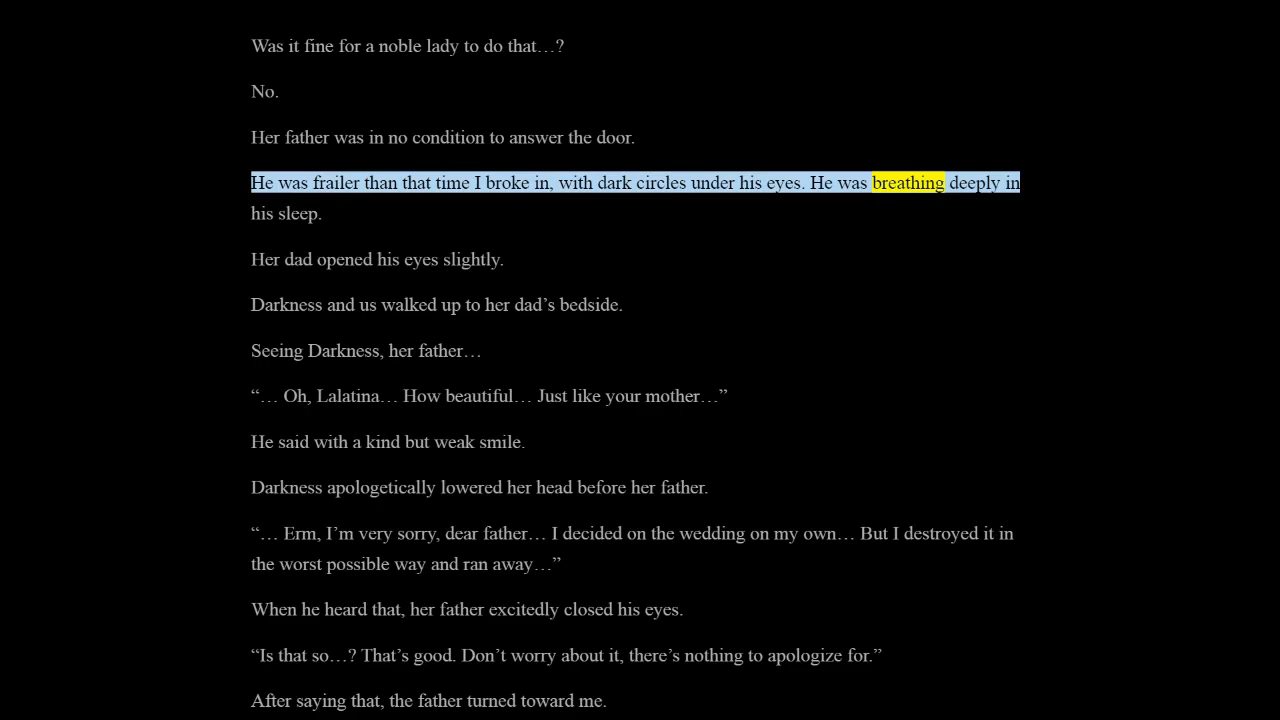 Was it fine for a noble lady to do that…?
No.
Her father was in no condition to answer the door.
He was frailer than that time I broke in, with dark circles under his eyes. He was breathing deeply in
his sleep.
Her dad opened his eyes slightly.
Darkness and us walked up to her dad’s bedside.
Seeing Darkness, her father…
“… Oh, Lalatina… How beautiful… Just like your mother…”
He said with a kind but weak smile.
Darkness apologetically lowered her head before her father.
“… Erm, I’m very sorry, dear father… I decided on the wedding on my own… But I destroyed it in
the worst possible way and ran away…”
When he heard that, her father excitedly closed his eyes.
“Is that so…? That’s good. Don’t worry about it, there’s nothing to apologize for.”
After saying that, the father turned toward me.